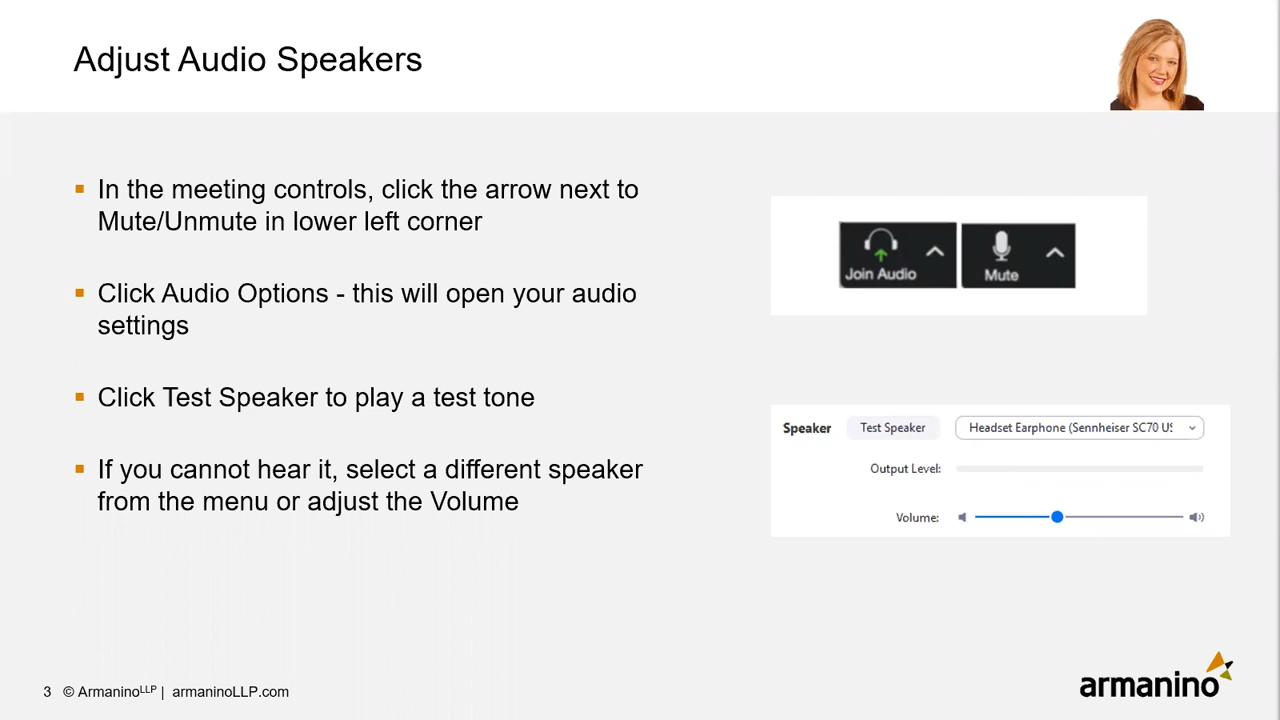 Adjust Audio Speakers
In the meeting controls, click the arrow next to
Mute/Unmute in lower left corner
Click Audio Options - this will open your audio
settings
Click Test Speaker to play a test tone
If you cannot hear it, select a different speaker
from the menu or adjust the Volume
Join Audio
Mute
Speaker
Test Speaker
Headset Earphone (Sennheiser SC70 US
Output Level:
Volume:
3 © ArmaninoLLP | armaninoLLP.com
armanino